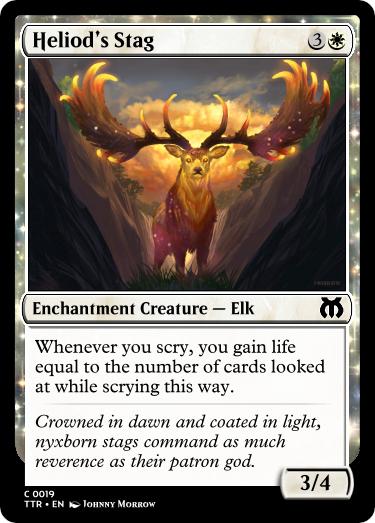 Heliod's Stag 3
Enchantment Creature — Elk
Whenever you scry, you gain life
equal to the number of cards looked
at while scrying this way.
Crowned in dawn and coated in light,
nyxborn stags command as much
reverence as their patron god.
3/4
C 0019
TTR • EN Johnny Morrow